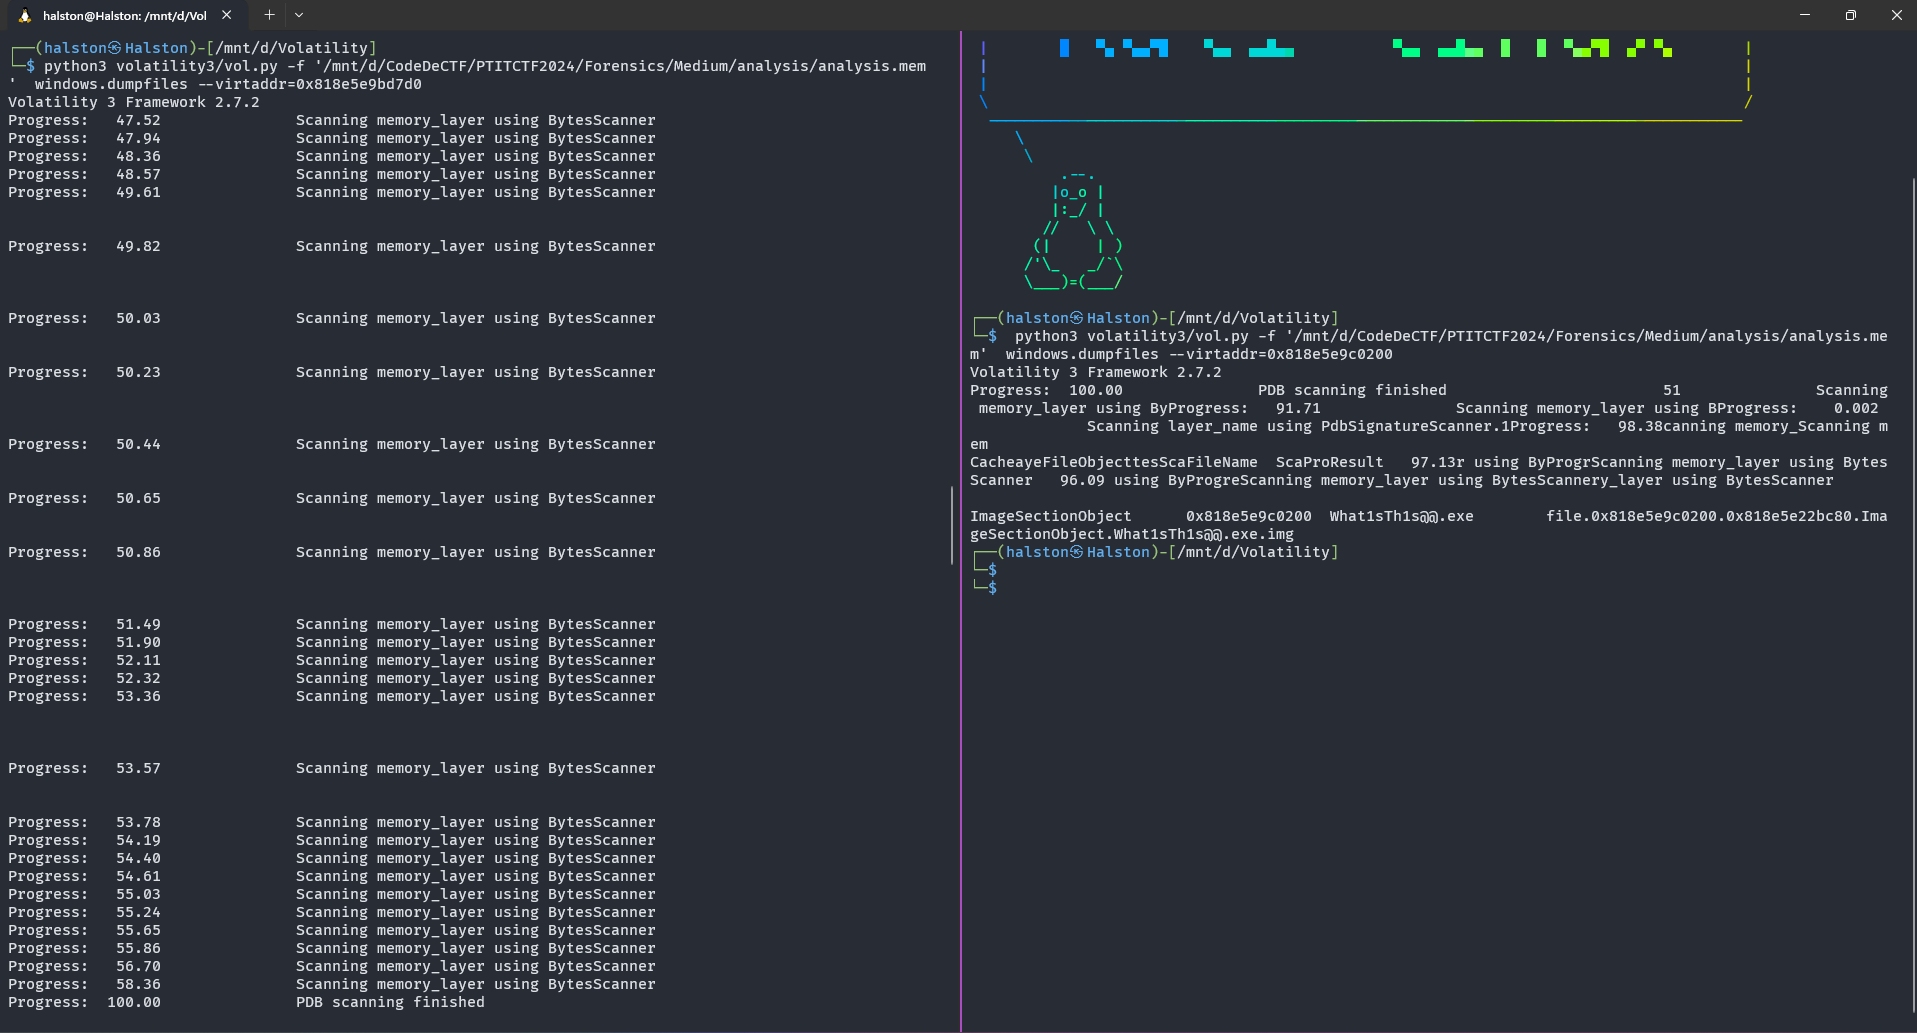 halston@Halston: /mnt/d/Vol
┌──(halston㉿Halston)-[/mnt/d/Volatility]
└─$ python3 volatility3/vol.py -f '/mnt/d/CodeDeCTF/PTITCTF2024/Forensics/Medium/analysis/analysis.mem
'  windows.dumpfiles --virtaddr=0x818e5e9bd7d0
Volatility 3 Framework 2.7.2
Progress:   47.52               Scanning memory_layer using BytesScanner
Progress:   47.94               Scanning memory_layer using BytesScanner
Progress:   48.36               Scanning memory_layer using BytesScanner
Progress:   48.57               Scanning memory_layer using BytesScanner
Progress:   49.61               Scanning memory_layer using BytesScanner
Progress:   49.82               Scanning memory_layer using BytesScanner
Progress:   50.03               Scanning memory_layer using BytesScanner
Progress:   50.23               Scanning memory_layer using BytesScanner
Progress:   50.44               Scanning memory_layer using BytesScanner
Progress:   50.65               Scanning memory_layer using BytesScanner
Progress:   50.86               Scanning memory_layer using BytesScanner
Progress:   51.49               Scanning memory_layer using BytesScanner
Progress:   51.90               Scanning memory_layer using BytesScanner
Progress:   52.11               Scanning memory_layer using BytesScanner
Progress:   52.32               Scanning memory_layer using BytesScanner
Progress:   53.36               Scanning memory_layer using BytesScanner
Progress:   53.57               Scanning memory_layer using BytesScanner
Progress:   53.78               Scanning memory_layer using BytesScanner
Progress:   54.19               Scanning memory_layer using BytesScanner
Progress:   54.40               Scanning memory_layer using BytesScanner
Progress:   54.61               Scanning memory_layer using BytesScanner
Progress:   55.03               Scanning memory_layer using BytesScanner
Progress:   55.24               Scanning memory_layer using BytesScanner
Progress:   55.65               Scanning memory_layer using BytesScanner
Progress:   55.86               Scanning memory_layer using BytesScanner
Progress:   56.70               Scanning memory_layer using BytesScanner
Progress:   58.36               Scanning memory_layer using BytesScanner
Progress:  100.00               PDB scanning finished
┌──(halston㉿Halston)-[/mnt/d/Volatility]
└─$  python3 volatility3/vol.py -f '/mnt/d/CodeDeCTF/PTITCTF2024/Forensics/Medium/analysis/analysis.me
m'  windows.dumpfiles --virtaddr=0x818e5e9c0200
Volatility 3 Framework 2.7.2
Progress:  100.00               PDB scanning finished                        51               Scanning
 memory_layer using ByProgress:   91.71               Scanning memory_layer using BProgress:    0.002
             Scanning layer_name using PdbSignatureScanner.1Progress:   98.38canning memory_Scanning m
em
CacheayeFileObjecttesScaFileName  ScaProResult   97.13r using ByProgrScanning memory_layer using Bytes
Scanner   96.09 using ByProgreScanning memory_layer using BytesScannery_layer using BytesScanner
ImageSectionObject      0x818e5e9c0200  What1sTh1s@@.exe        file.0x818e5e9c0200.0x818e5e22bc80.Ima
geSectionObject.What1sTh1s@@.exe.img
┌──(halston㉿Halston)-[/mnt/d/Volatility]
└─$
└─$